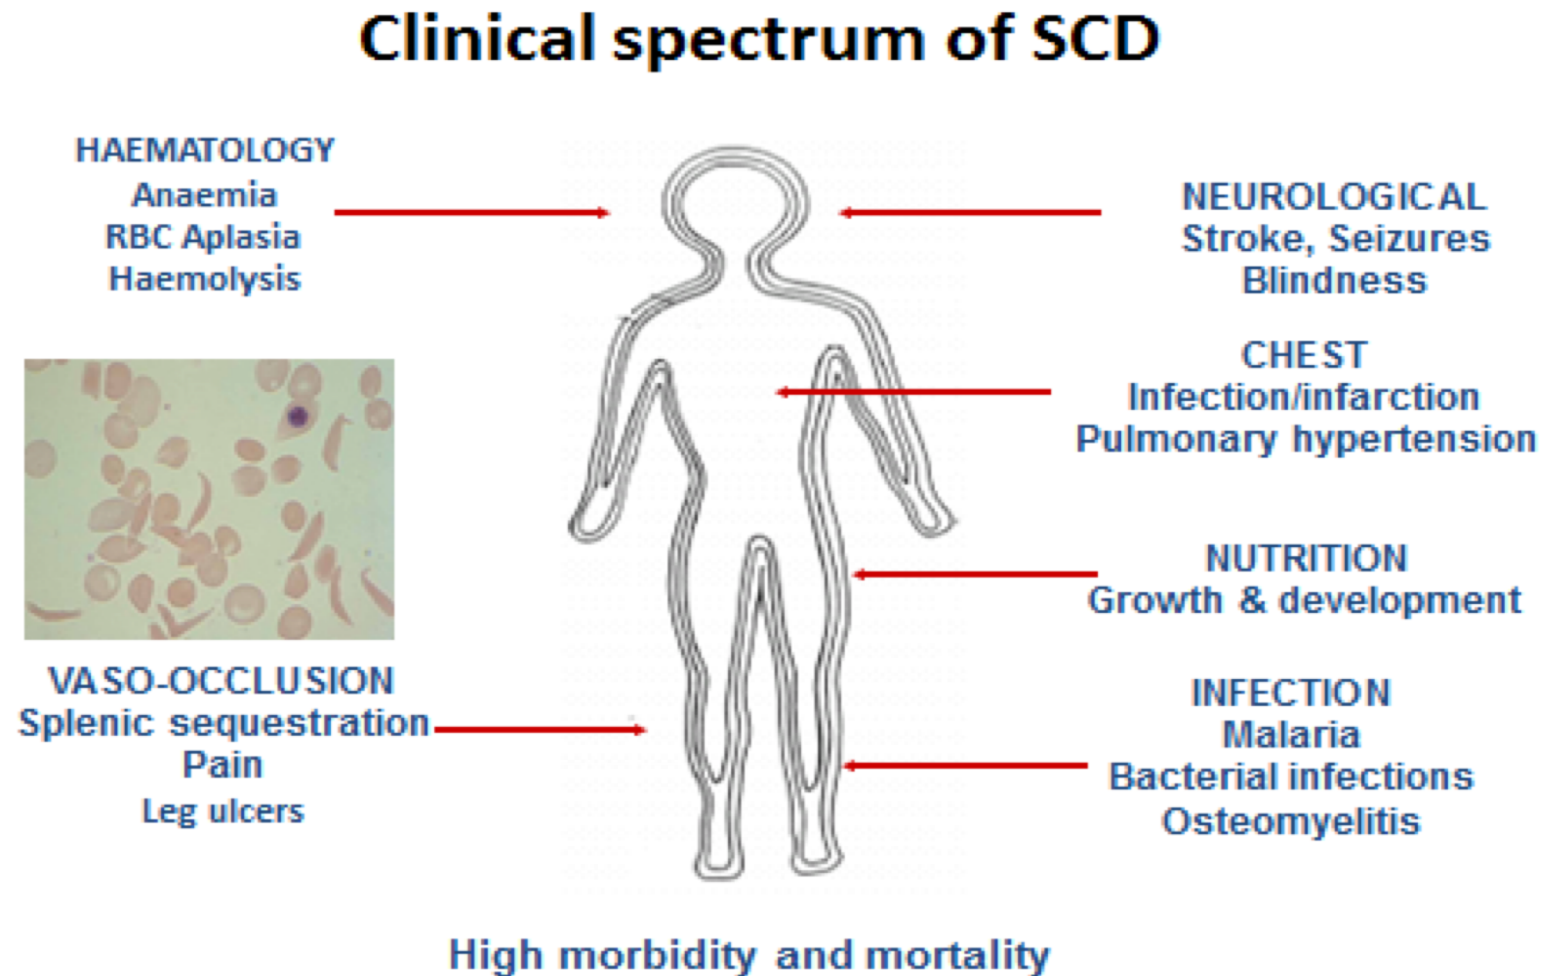 Clinical spectrum of SCD
HAEMATOLOGY
Anaemia
RBC Aplasia
Haemolysis
VASO-OCCLUSION
Splenic sequestration
Pain
Leg ulcers
NEUROLOGICAL
Stroke, Seizures
Blindness
CHEST
Infection/infarction
Pulmonary hypertension
NUTRITION
Growth & development
INFECTION
Malaria
Bacterial infections
Osteomyelitis
High morbidity and mortality